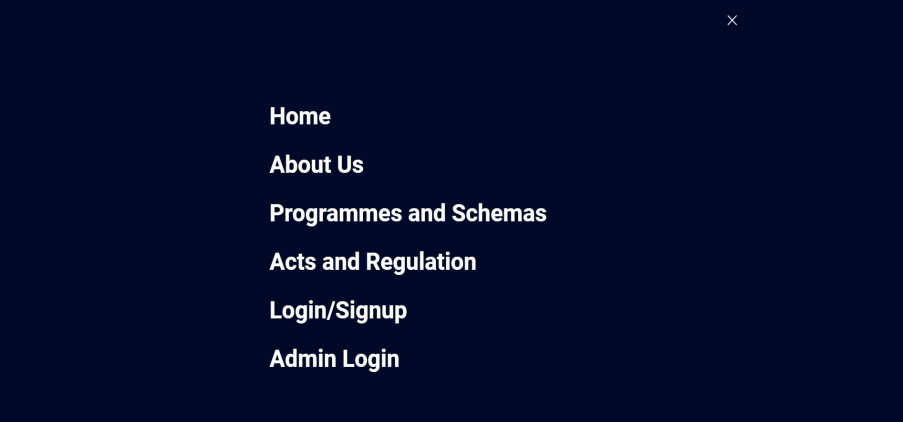 Home
About Us
Programmes and Schemas
Acts and Regulation
Login/Signup
Admin Login